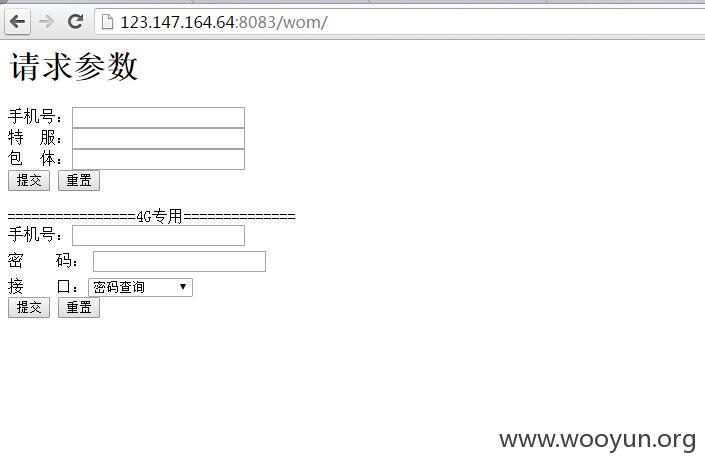 123.147.164.64:8083/wom/
请求参数
手机号：
特 服：
包 体：
提交 重置
================4G专用==============
手机号：
密 码：
接 口： 密码查询
提交 重置
www.wooyun.org